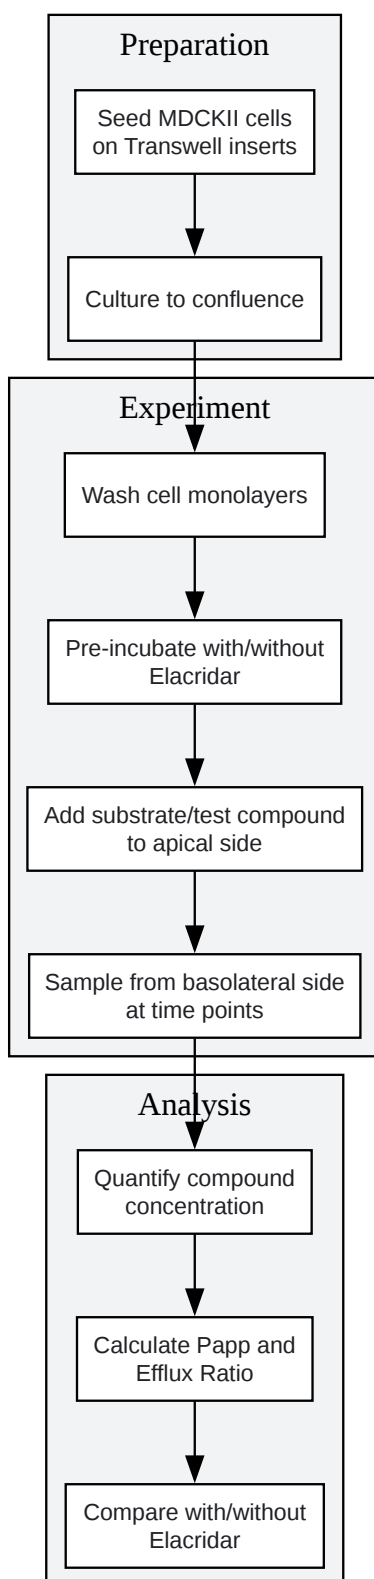 Preparation
Seed MDCKII cells
on Transwell inserts
Culture to confluence
Experiment
Wash cell monolayers
Pre-incubate with/without
Elacridar
Add substrate/test compound
to apical side
Sample from basolateral side
at time points
Analysis
Quantify compound
concentration
Calculate Papp and
Efflux Ratio
Compare with/without
Elacridar